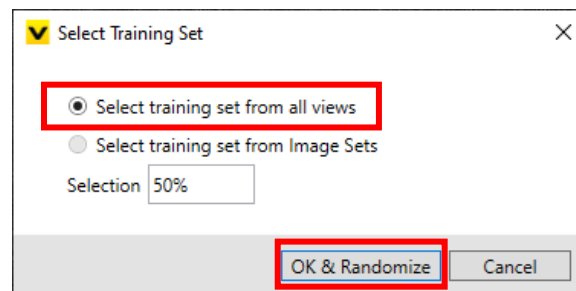 Select Training Set
Select training set from all views
Select training set from Image Sets
Selection 50%
OK & Randomize Cancel